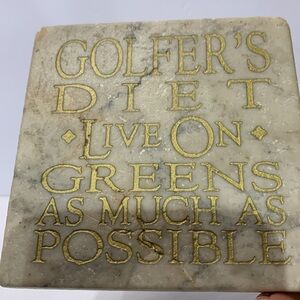 GOLFER'S
DIET
LIVE ON
GREENS
AS MUCH AS
POSSIBLE